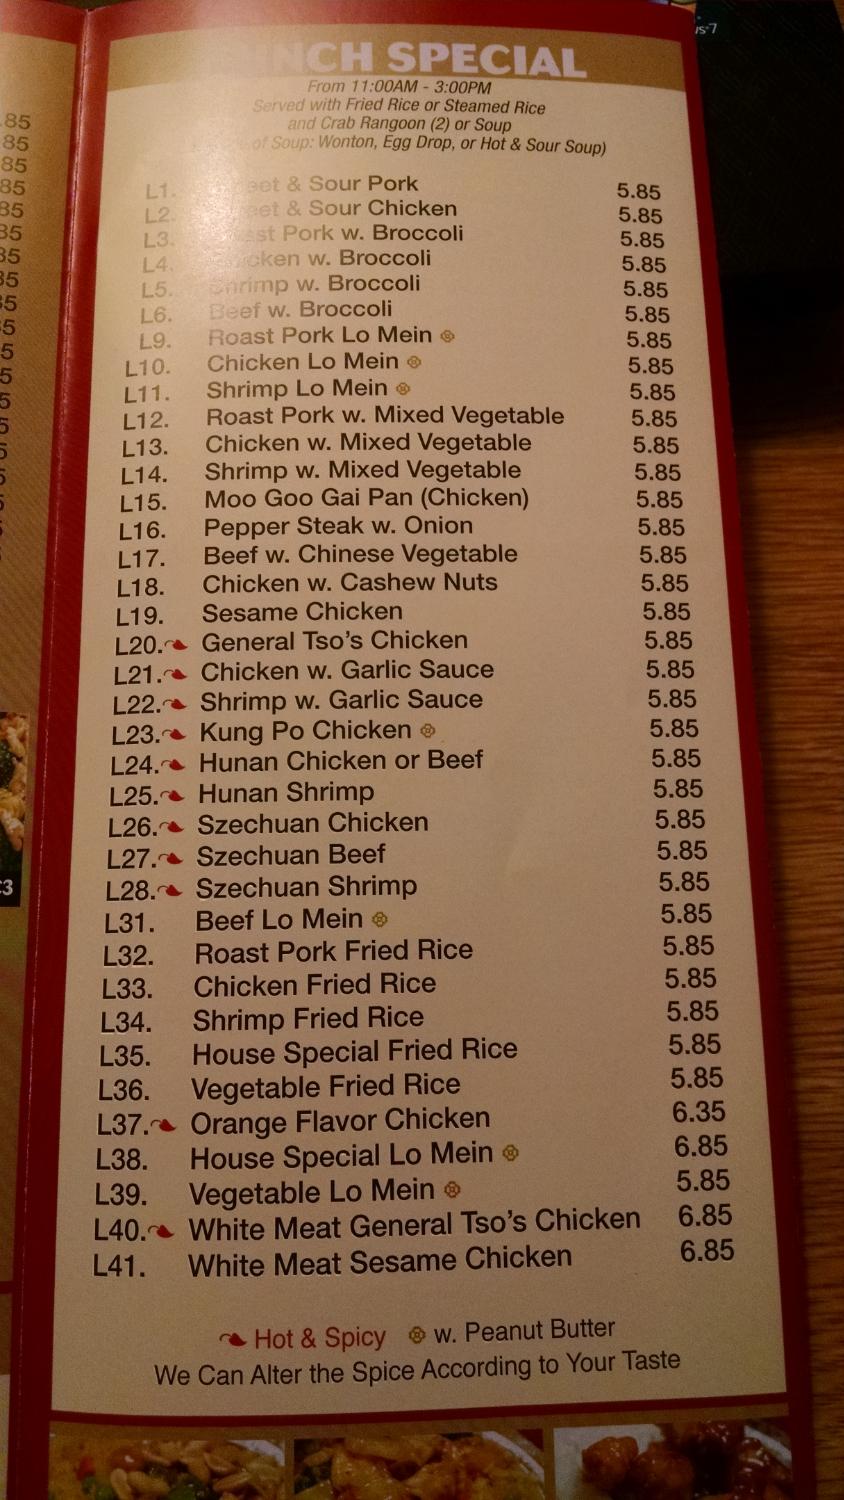 NCH SPECIAL
From 11:00AM - 3:00PM
Served with Fried Rice or Steamed Rice
and Crab Rangoon (2) or Soup
of Soup: Wonton, Egg Drop, or Hot & Sour Soup)
L1. Sweet & Sour Pork 5.85
L2. Sweet & Sour Chicken 5.85
L3. Roast Pork w. Broccoli 5.85
L4. Chicken w. Broccoli 5.85
L5. Shrimp w. Broccoli 5.85
L6. Beef w. Broccoli 5.85
L9. Roast Pork Lo Mein 5.85
L10. Chicken Lo Mein 5.85
L11. Shrimp Lo Mein 5.85
L12. Roast Pork w. Mixed Vegetable 5.85
L13. Chicken w. Mixed Vegetable 5.85
L14. Shrimp w. Mixed Vegetable 5.85
L15. Moo Goo Gai Pan (Chicken) 5.85
L16. Pepper Steak w. Onion 5.85
L17. Beef w. Chinese Vegetable 5.85
L18. Chicken w. Cashew Nuts 5.85
L19. Sesame Chicken 5.85
L20. General Tso's Chicken 5.85
L21. Chicken w. Garlic Sauce 5.85
L22. Shrimp w. Garlic Sauce 5.85
L23. Kung Po Chicken 5.85
L24. Hunan Chicken or Beef 5.85
L25. Hunan Shrimp 5.85
L26. Szechuan Chicken 5.85
L27. Szechuan Beef 5.85
L28. Szechuan Shrimp 5.85
L31. Beef Lo Mein 5.85
L32. Roast Pork Fried Rice 5.85
L33. Chicken Fried Rice 5.85
L34. Shrimp Fried Rice 5.85
L35. House Special Fried Rice 5.85
L36. Vegetable Fried Rice 5.85
L37. Orange Flavor Chicken 6.35
L38. House Special Lo Mein 6.85
L39. Vegetable Lo Mein 5.85
L40. White Meat General Tso's Chicken 6.85
L41. White Meat Sesame Chicken 6.85
Hot & Spicy w. Peanut Butter
We Can Alter the Spice According to Your Taste